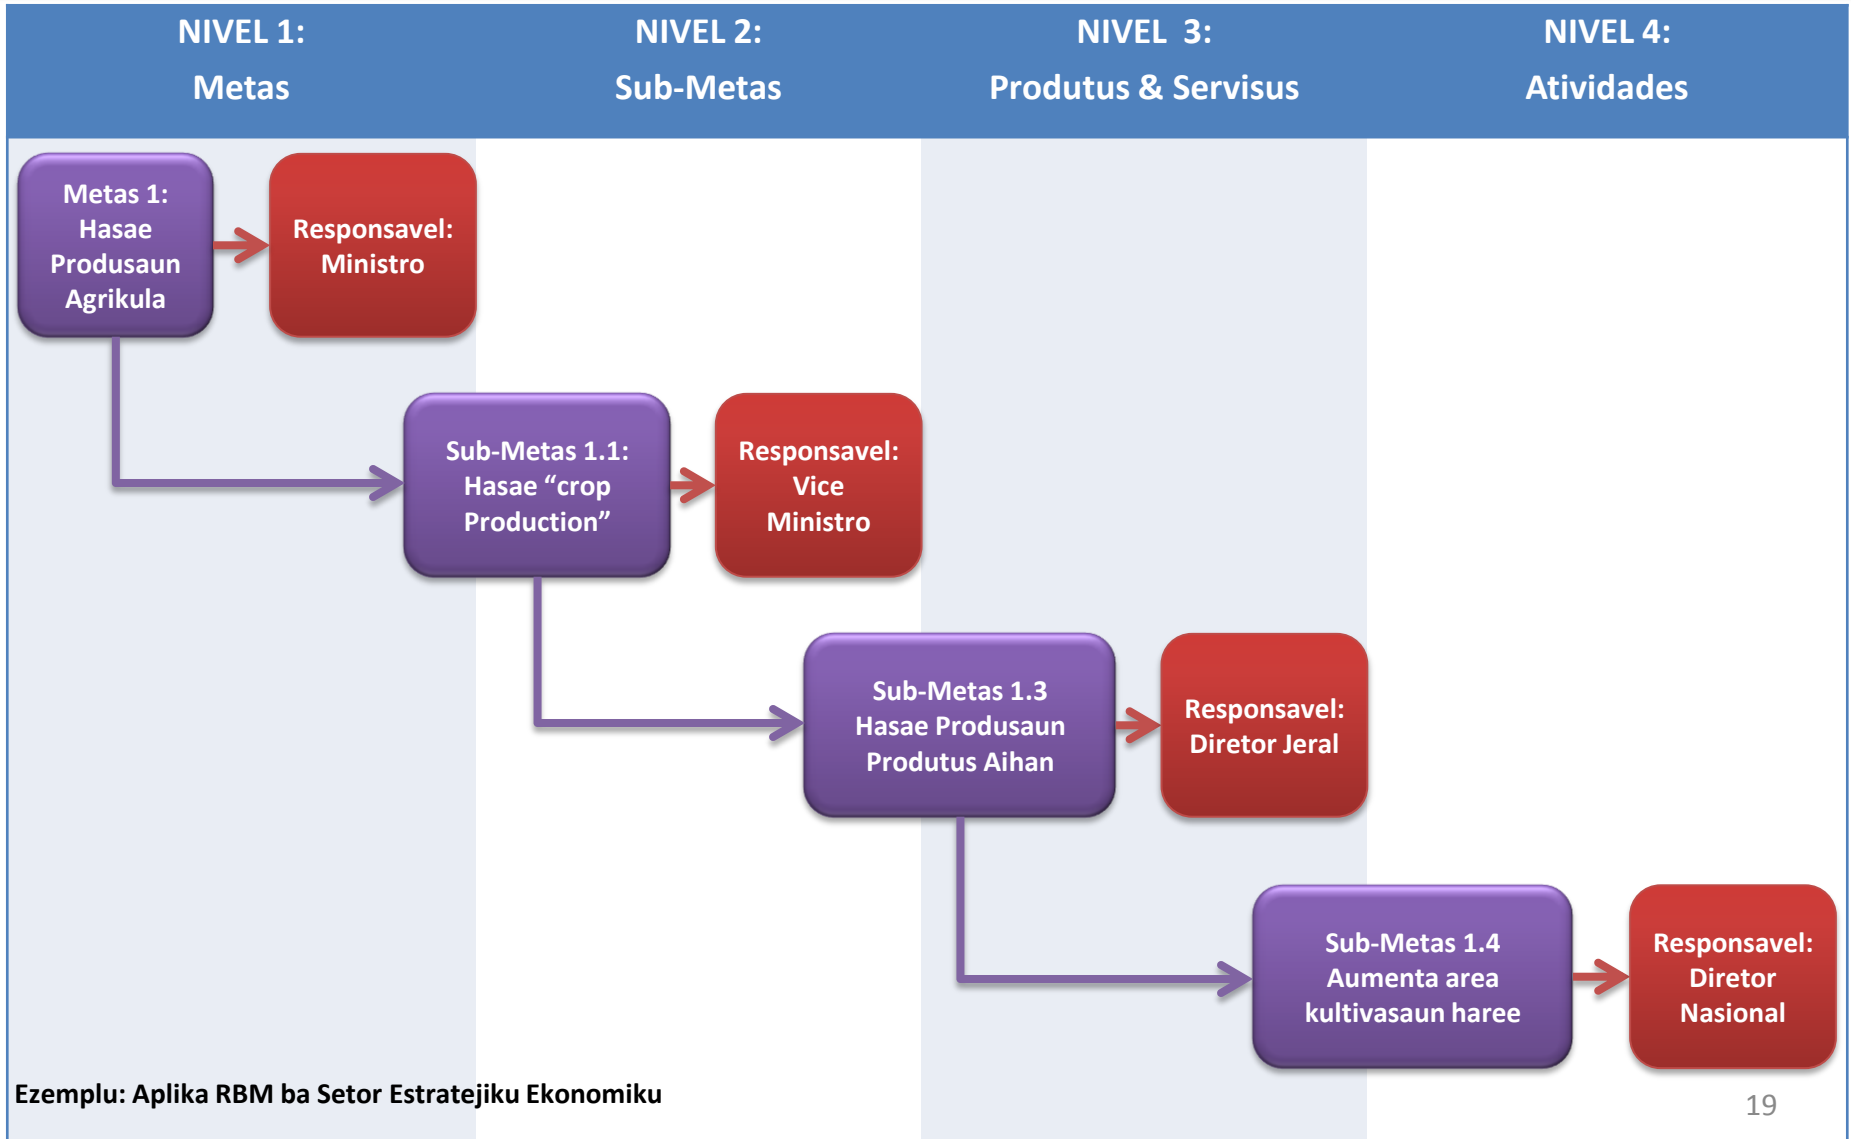 NIVEL 1:
Metas
NIVEL 2:
Sub-Metas
NIVEL 3:
Produtus & Servisus
NIVEL 4:
Atividades
Metas 1:
Hasae
Produsaun
Agrikula
Responsavel:
Ministro
Sub-Metas 1.1:
Hasae “crop
Production”
Responsavel:
Vice
Ministro
Sub-Metas 1.3
Hasae Produsaun
Produtus Aihan
Responsavel:
Diretor Jeral
Sub-Metas 1.4
Aumenta area
kultivasaun haree
Responsavel:
Diretor
Nasional
Ezemplu: Aplika RBM ba Setor Estratejiku Ekonomiku
19